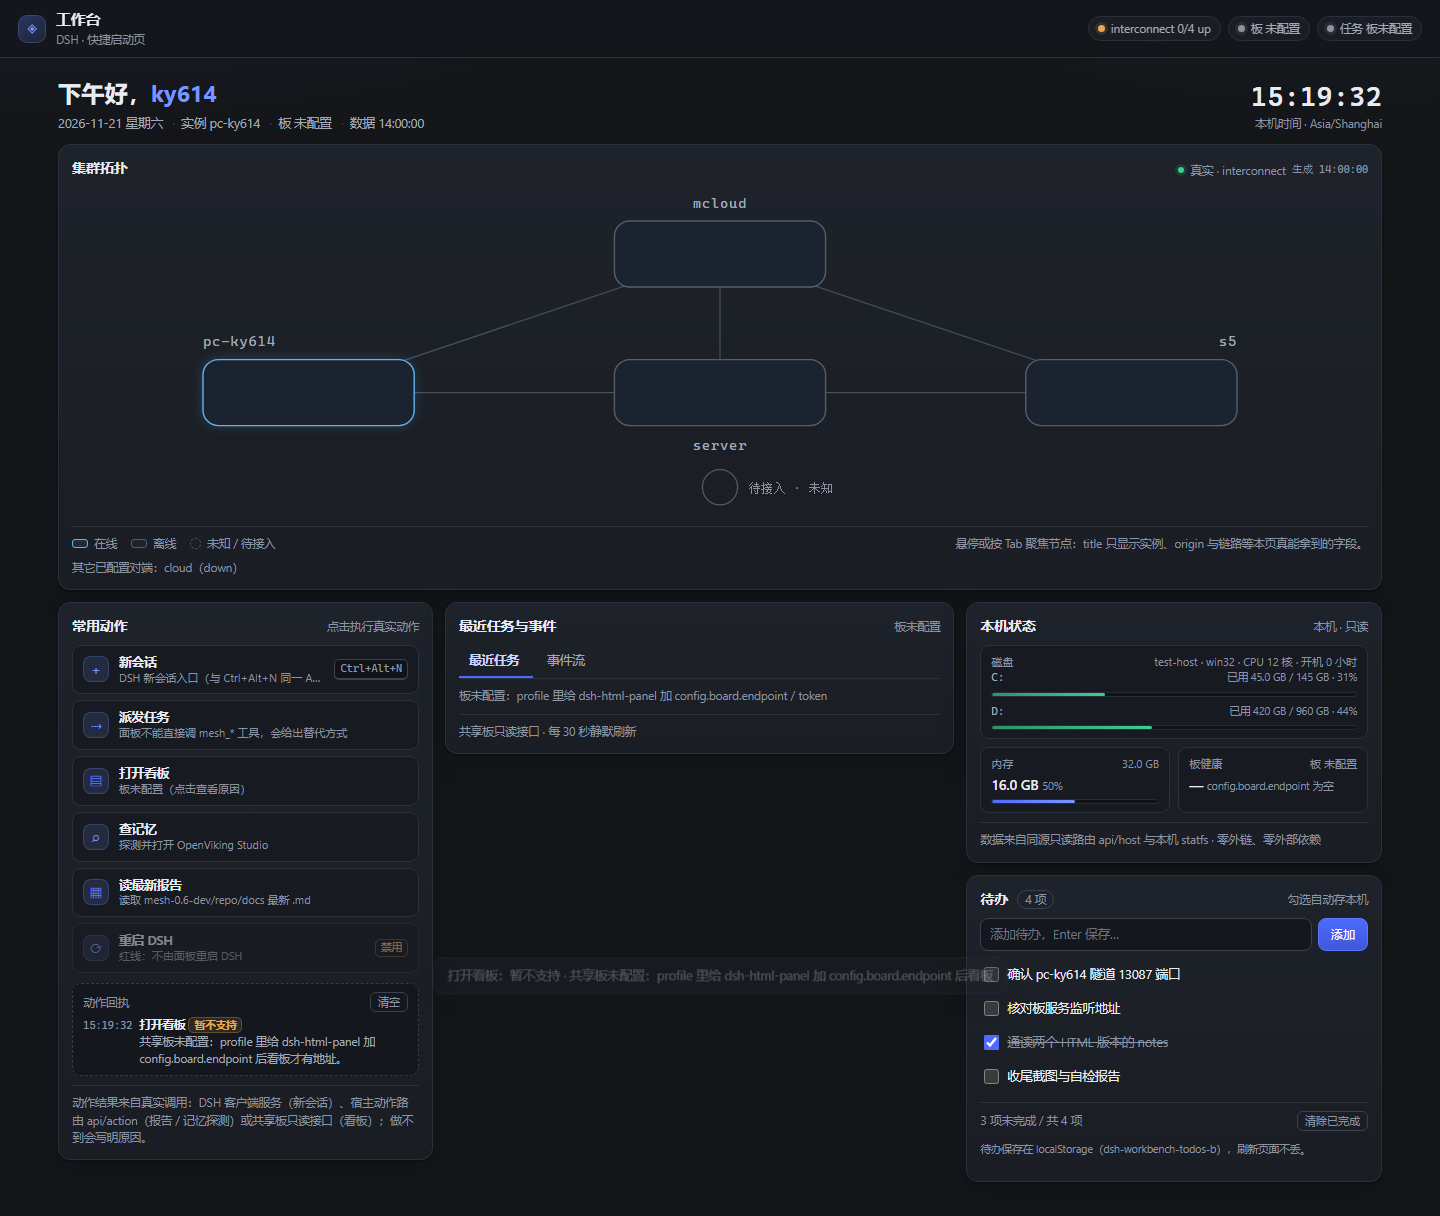 工作台
DSH · 快捷启动页
interconnect 0/4 up
板 未配置
任务 板未配置
下午好，ky614
2026-11-21 星期六 · 实例 pc-ky614 · 板 未配置 · 数据 14:00:00
15:19:32
本机时间 · Asia/Shanghai
集群拓扑
真实 · interconnect 生成 14:00:00
mcloud
pc-ky614
s5
server
待接入 · 未知
在线 离线 未知 / 待接入
悬停或按 Tab 聚焦节点：title 只显示实例、origin 与链路等本页真能拿到的字段。
其它已配置对端：cloud（down）
常用动作
点击执行真实动作
新会话
DSH 新会话入口（与 Ctrl+Alt+N 同一 A...
Ctrl+Alt+N
派发任务
面板不能直接调 mesh_* 工具，会给出替代方式
打开看板
板未配置（点击查看原因）
查记忆
探测并打开 OpenViking Studio
读最新报告
读取 mesh-0.6-dev/repo/docs 最新 .md
重启 DSH
红线：不由面板重启 DSH
禁用
动作回执
清空
15:19:32 打开看板 暂不支持
共享板未配置：profile 里给 dsh-html-panel 加
config.board.endpoint 后看板才有地址。
动作结果来自真实调用：DSH 客户端服务（新会话）、宿主动作路
由 api/action（报告 / 记忆探测）或共享板只读接口（看板）；做不
到会写明原因。
最近任务与事件
板未配置
最近任务 事件流
板未配置：profile 里给 dsh-html-panel 加 config.board.endpoint / token
共享板只读接口 · 每 30 秒静默刷新
打开看板：暂不支持 · 共享板未配置：profile 里给 dsh-html-panel 加 config.board.endpoint 后看板
本机状态
本机 · 只读
磁盘
test-host · win32 · CPU 12 核 · 开机 0 小时
C:
已用 45.0 GB / 145 GB · 31%
D:
已用 420 GB / 960 GB · 44%
内存
32.0 GB
16.0 GB 50%
板健康
板 未配置
— config.board.endpoint 为空
数据来自同源只读路由 api/host 与本机 statfs · 零外链、零外部依赖
待办
4 项
勾选自动存本机
添加待办，Enter 保存...
添加
确认 pc-ky614 隧道 13087 端口
核对板服务监听地址
通读两个 HTML 版本的 notes
收尾截图与自检报告
3 项未完成 / 共 4 项
清除已完成
待办保存在 localStorage（dsh-workbench-todos-b），刷新页面不丢。